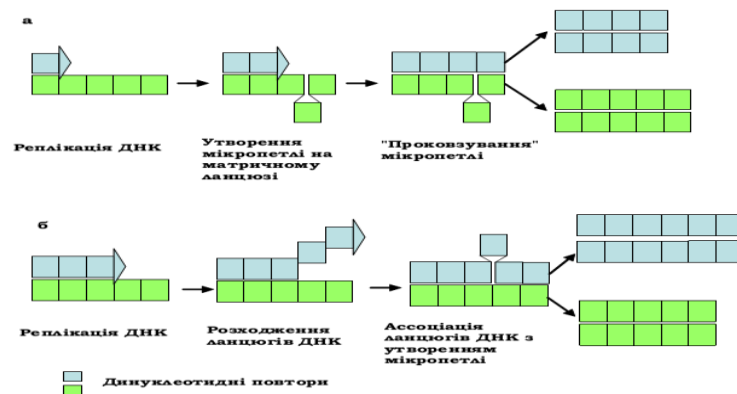 а
Реплікація ДНК
Утворення
мікропетлі на
матричному
ланцюзі
"Проковзування"
мікропетлі
б
Реплікація ДНК
Розходження
ланцюгів ДНК
Ассоціація
ланцюгів ДНК з
утворенням
мікропетлі
Динуклеотидні повтори